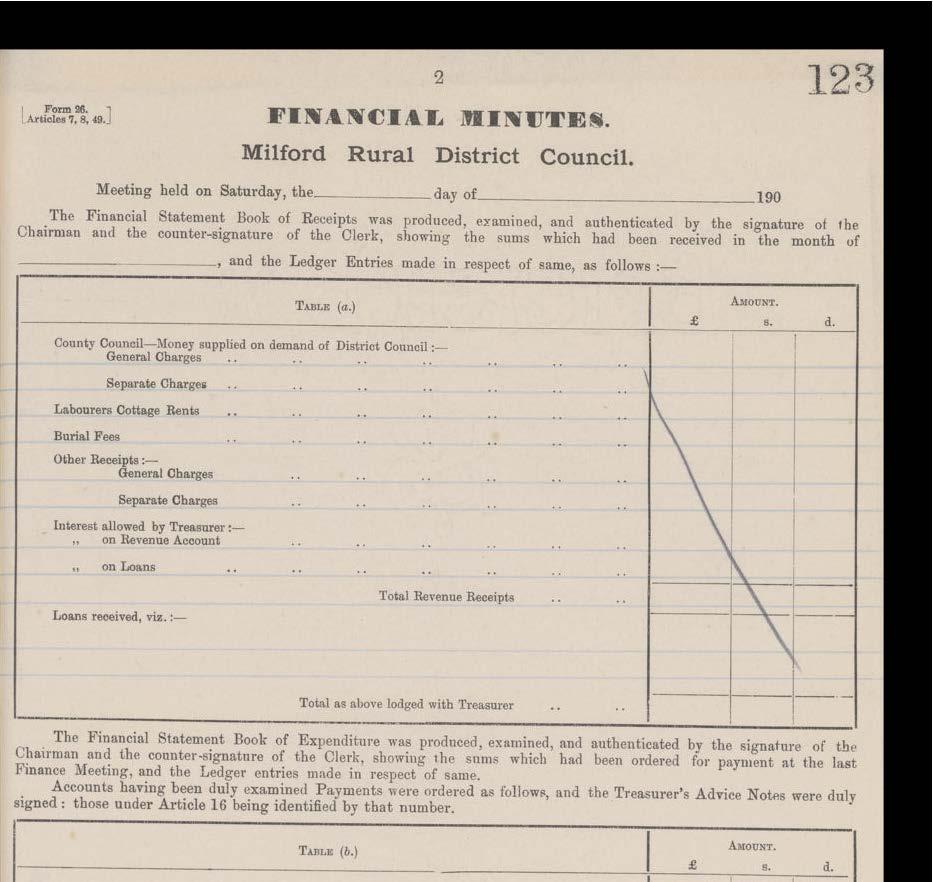 2
123
[Form 26.
Articles 7, 8, 49.]
FINANCIAL MINUTES.
Milford Rural District Council.
Meeting held on Saturday, the____________ day of______________________________190
The Financial Statement Book of Receipts was produced, examined, and authenticated by the signature of the
Chairman and the counter-signature of the Clerk, showing the sums which had been received in the month of
____________________, and the Ledger Entries made in respect of same, as follows :—
TABLE (a.)
AMOUNT.
£ s. d.
County Council—Money supplied on demand of District Council :—
General Charges .. .. .. .. .. .. ..
Separate Charges .. .. .. .. .. .. ..
Labourers Cottage Rents .. .. .. .. .. .. ..
Burial Fees .. .. .. .. .. .. ..
Other Receipts :—
General Charges .. .. .. .. .. ..
Separate Charges .. .. .. .. .. ..
Interest allowed by Treasurer :—
„ on Revenue Account .. .. .. .. .. ..
„ on Loans .. .. .. .. .. .. ..
Total Revenue Receipts .. ..
Loans received, viz. :—
Total as above lodged with Treasurer .. ..
The Financial Statement Book of Expenditure was produced, examined, and authenticated by the signature of the
Chairman and the counter-signature of the Clerk, showing the sums which had been ordered for payment at the last
Finance Meeting, and the Ledger entries made in respect of same.
Accounts having been duly examined Payments were ordered as follows, and the Treasurer's Advice Notes were duly
signed : those under Article 16 being identified by that number.
TABLE (b.)
AMOUNT.
£ s. d.